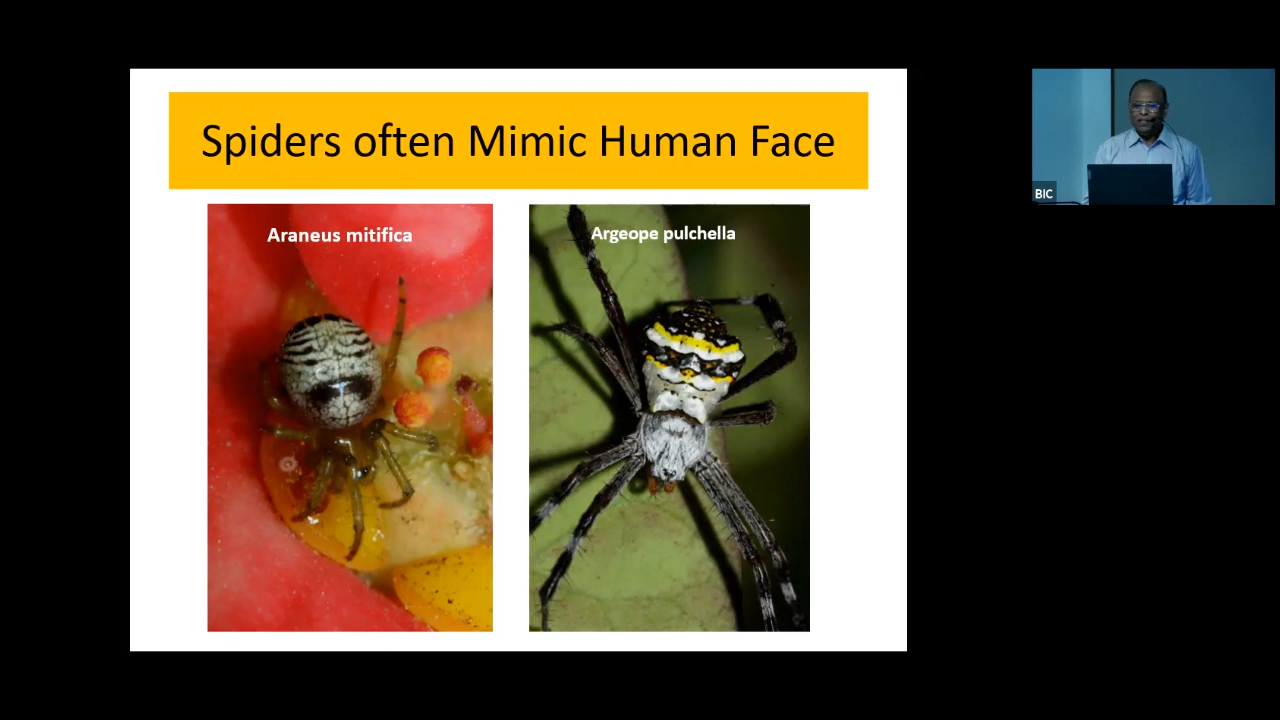 Spiders often Mimic Human Face
Araneus mitifica
Argeope pulchella
BIC